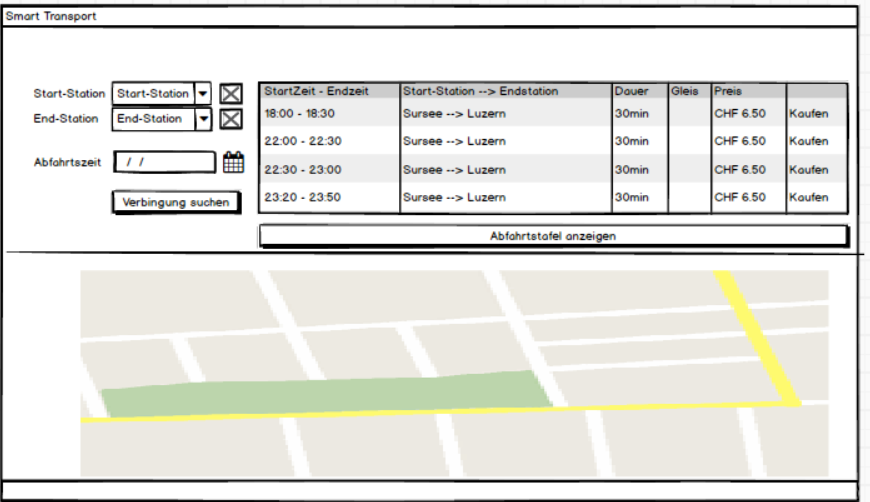 Smart Transport
Start-Station Start-Station
End-Station End-Station
Abfahrtszeit / /
Verbingung suchen
StartZeit - Endzeit Start-Station --> Endstation Dauer Gleis Preis
18:00 - 18:30 Sursee --> Luzern 30min CHF 6.50 Kaufen
22:00 - 22:30 Sursee --> Luzern 30min CHF 6.50 Kaufen
22:30 - 23:00 Sursee --> Luzern 30min CHF 6.50 Kaufen
23:20 - 23:50 Sursee --> Luzern 30min CHF 6.50 Kaufen
Abfahrtstafel anzeigen